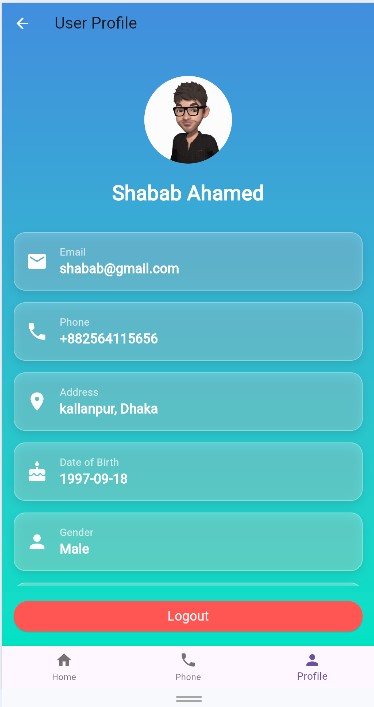 User Profile
Shabab Ahamed
Email
shabab@gmail.com
Phone
+882564115656
Address
kallanpur, Dhaka
Date of Birth
1997-09-18
Gender
Male
Logout
Home
Phone
Profile